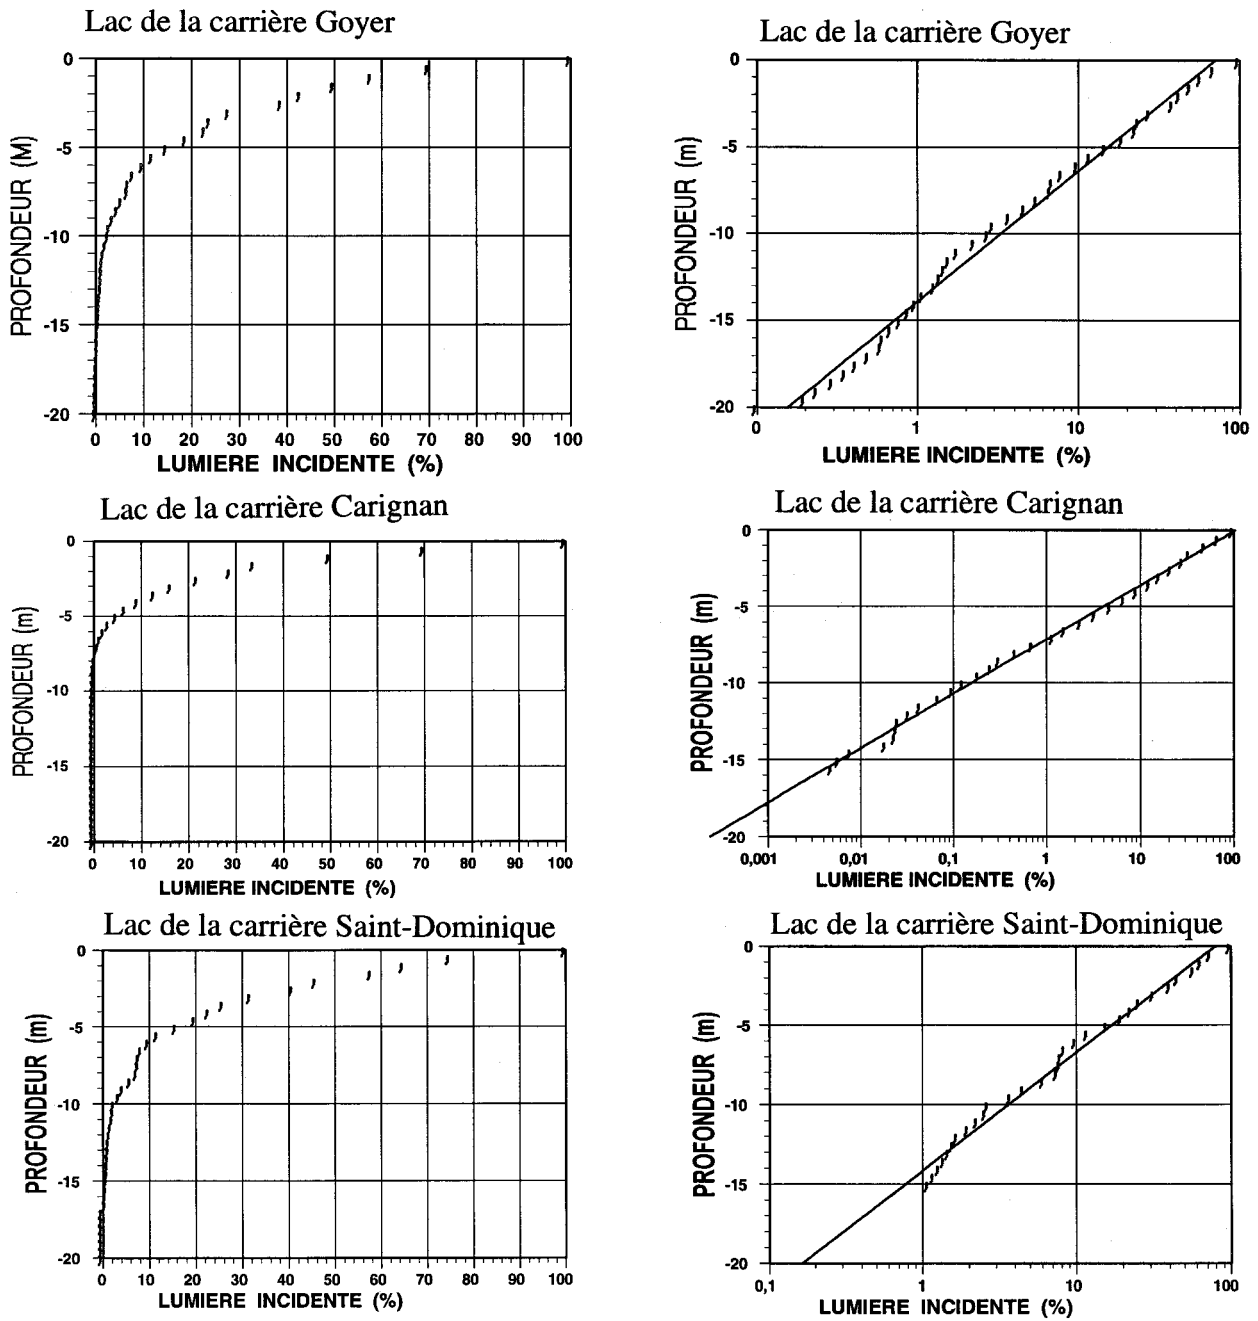 Lac de la carrière Goyer
PROFONDEUR (M)
0
-5
-10
-15
-20
0 10 20 30 40 50 60 70 80 90 100
LUMIERE INCIDENTE (%)
Lac de la carrière Goyer
PROFONDEUR (m)
0
-5
-10
-15
-20
0 1 10 100
LUMIERE INCIDENTE (%)
Lac de la carrière Carignan
PROFONDEUR (m)
0
-5
-10
-15
-20
0 10 20 30 40 50 60 70 80 90 100
LUMIERE INCIDENTE (%)
Lac de la carrière Carignan
PROFONDEUR (m)
0
-5
-10
-15
-20
0,001 0,01 0,1 1 10 100
LUMIERE INCIDENTE (%)
Lac de la carrière Saint-Dominique
PROFONDEUR (m)
0
-5
-10
-15
-20
0 10 20 30 40 50 60 70 80 90 100
LUMIERE INCIDENTE (%)
Lac de la carrière Saint-Dominique
PROFONDEUR (m)
0
-5
-10
-15
-20
0,1 1 10 100
LUMIERE INCIDENTE (%)